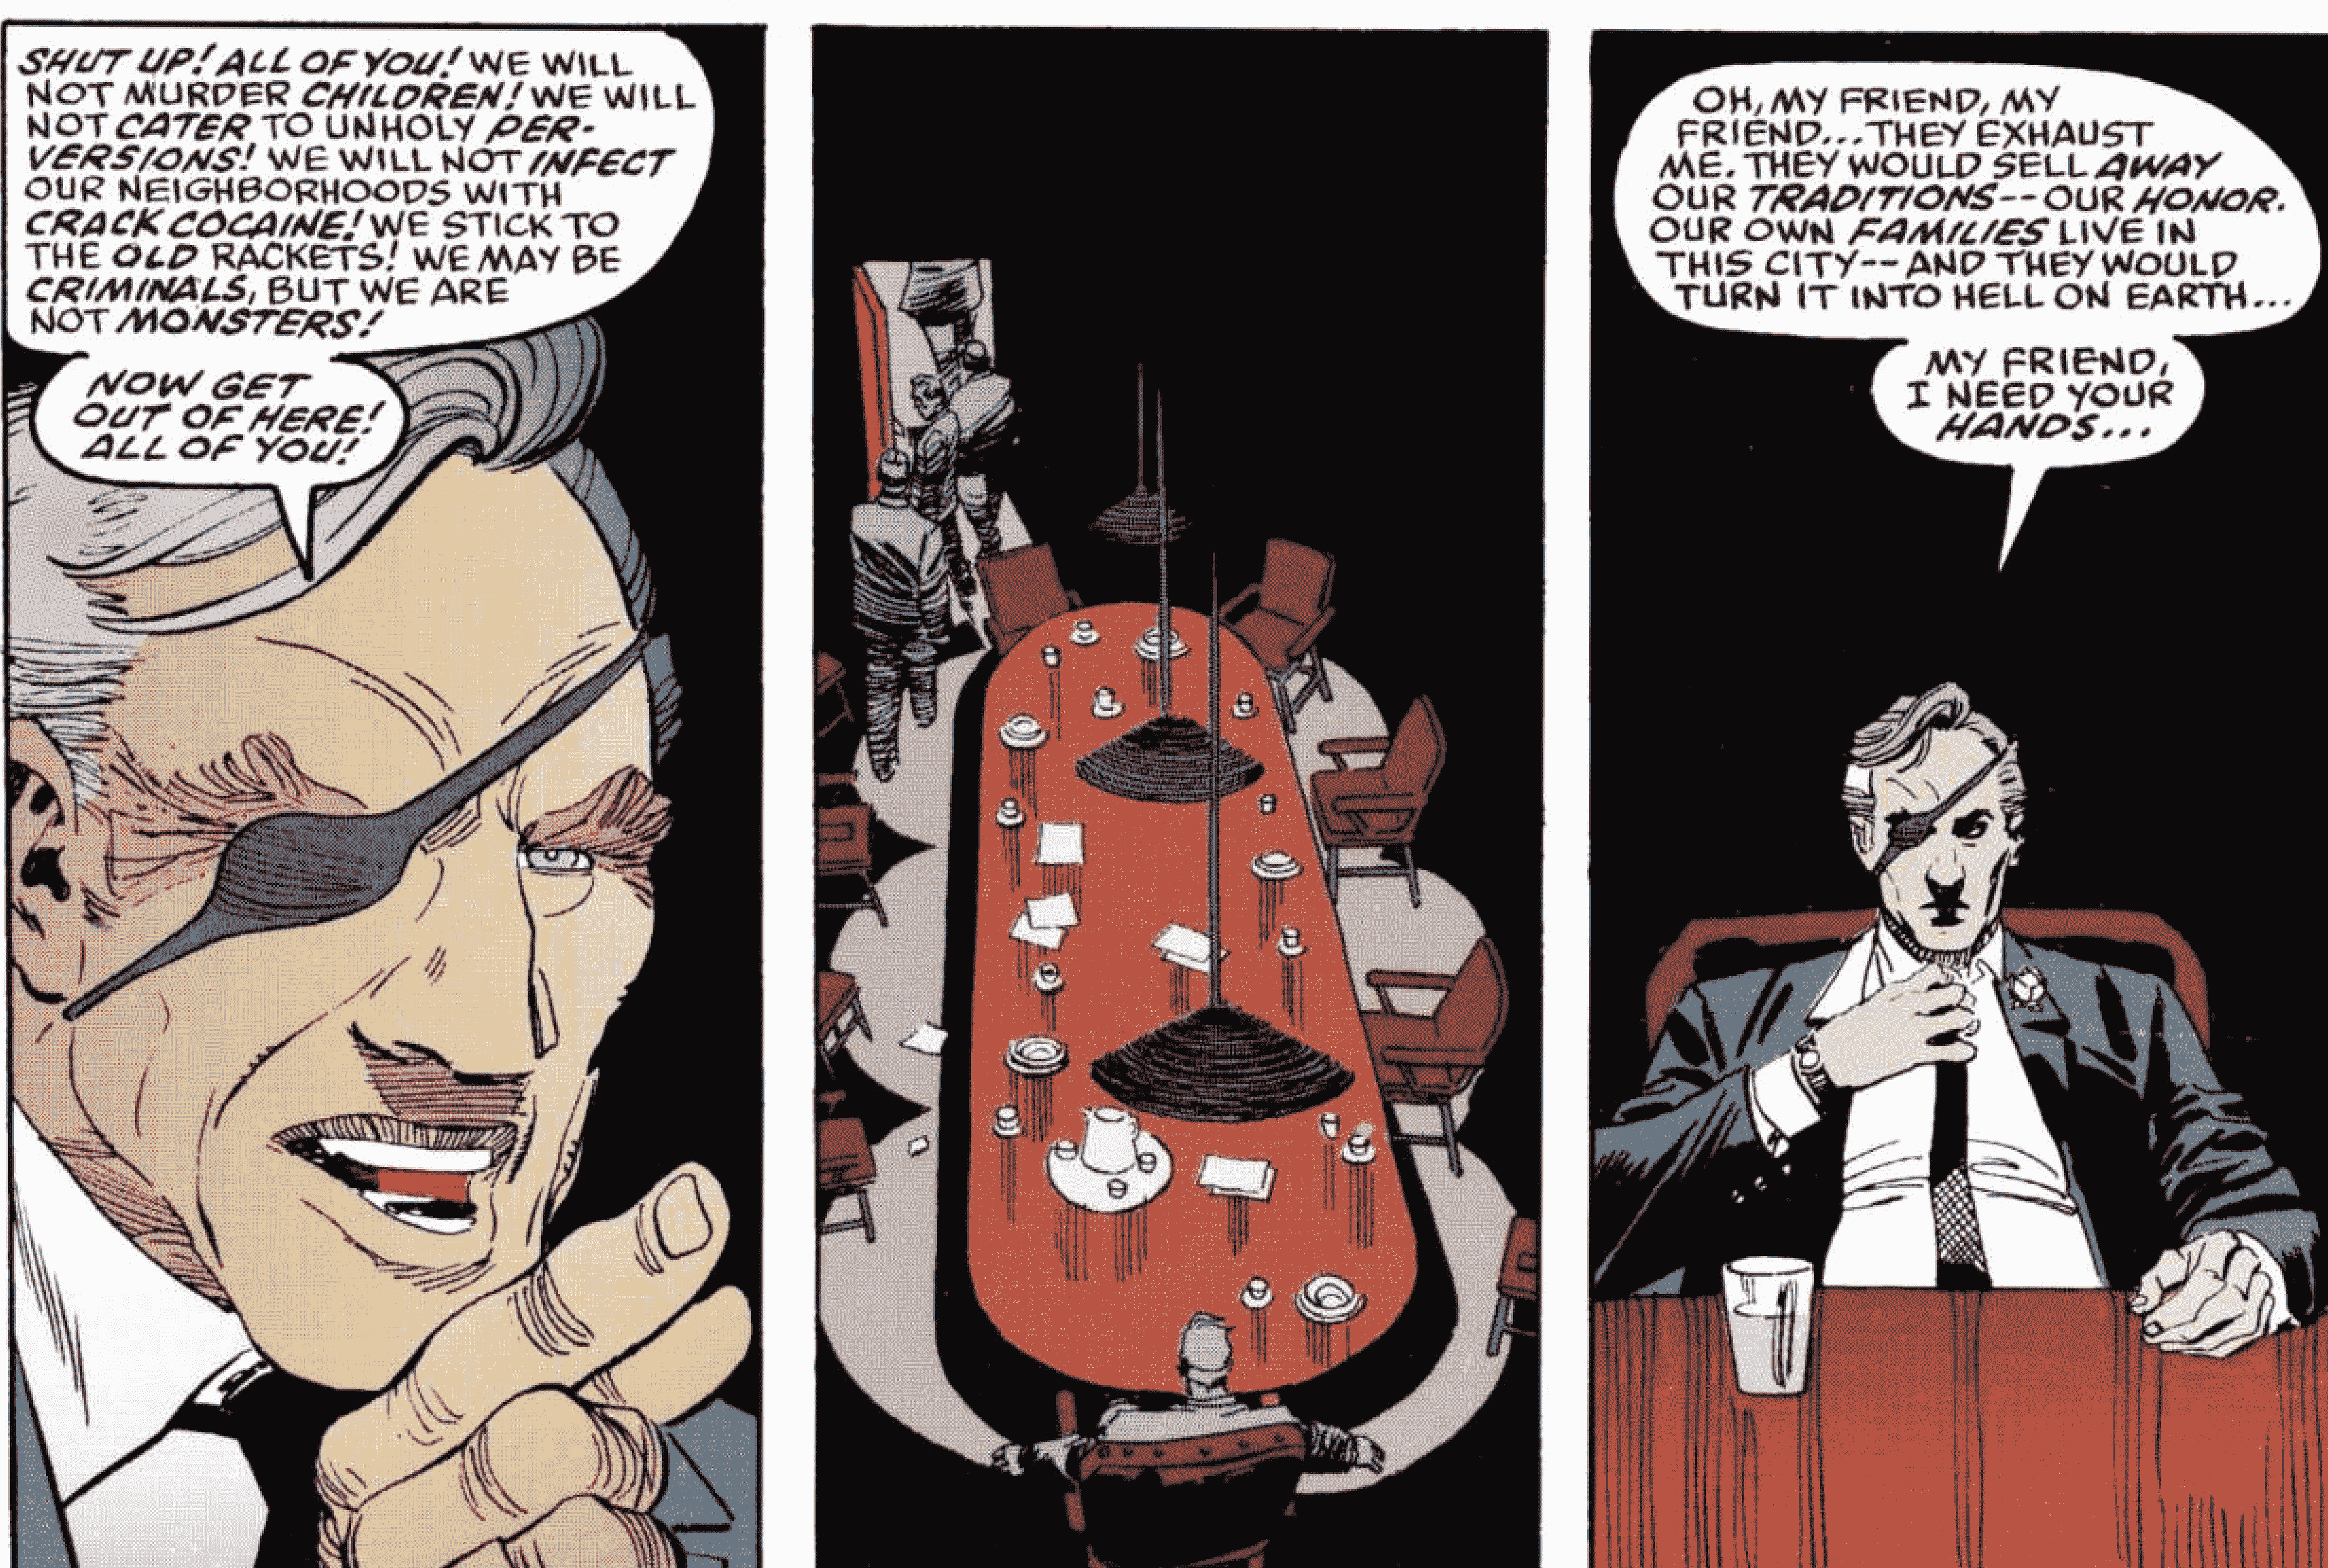 SHUT UP! ALL OF YOU! WE WILL
NOT MURDER CHILDREN! WE WILL
NOT CATER TO UNHOLY PER-
VERSIONS! WE WILL NOT INFECT
OUR NEIGHBORHOODS WITH
CRACK COCAINE! WE STICK TO
THE OLD RACKETS! WE MAY BE
CRIMINALS, BUT WE ARE
NOT MONSTERS!
NOW GET
OUT OF HERE!
ALL OF YOU!
OH, MY FRIEND, MY
FRIEND... THEY EXHAUST
ME. THEY WOULD SELL AWAY
OUR TRADITIONS-- OUR HONOR.
OUR OWN FAMILIES LIVE IN
THIS CITY-- AND THEY WOULD
TURN IT INTO HELL ON EARTH...
MY FRIEND,
I NEED YOUR
HANDS...